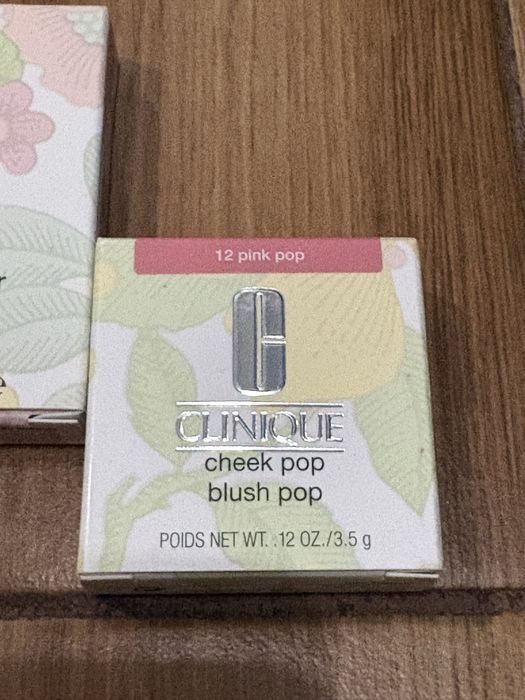 12 pink pop
CLINIQUE
cheek pop
blush pop
POIDS NET WT. .12 OZ./3.5 g